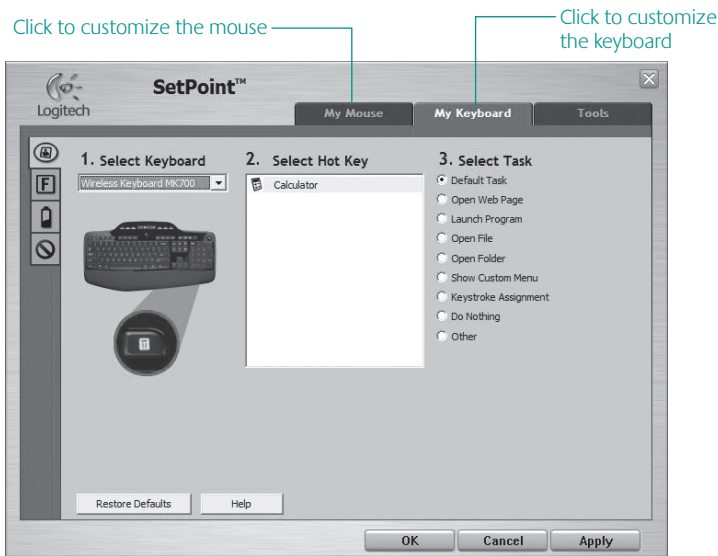 Click to customize the mouse
Click to customize
the keyboard
Logitech
SetPoint™
My Mouse
My Keyboard
Tools
1. Select Keyboard
Wireless Keyboard MK700
2. Select Hot Key
Calculator
3. Select Task
Default Task
Open Web Page
Launch Program
Open File
Open Folder
Show Custom Menu
Keystroke Assignment
Do Nothing
Other
F
Restore Defaults
Help
OK
Cancel
Apply